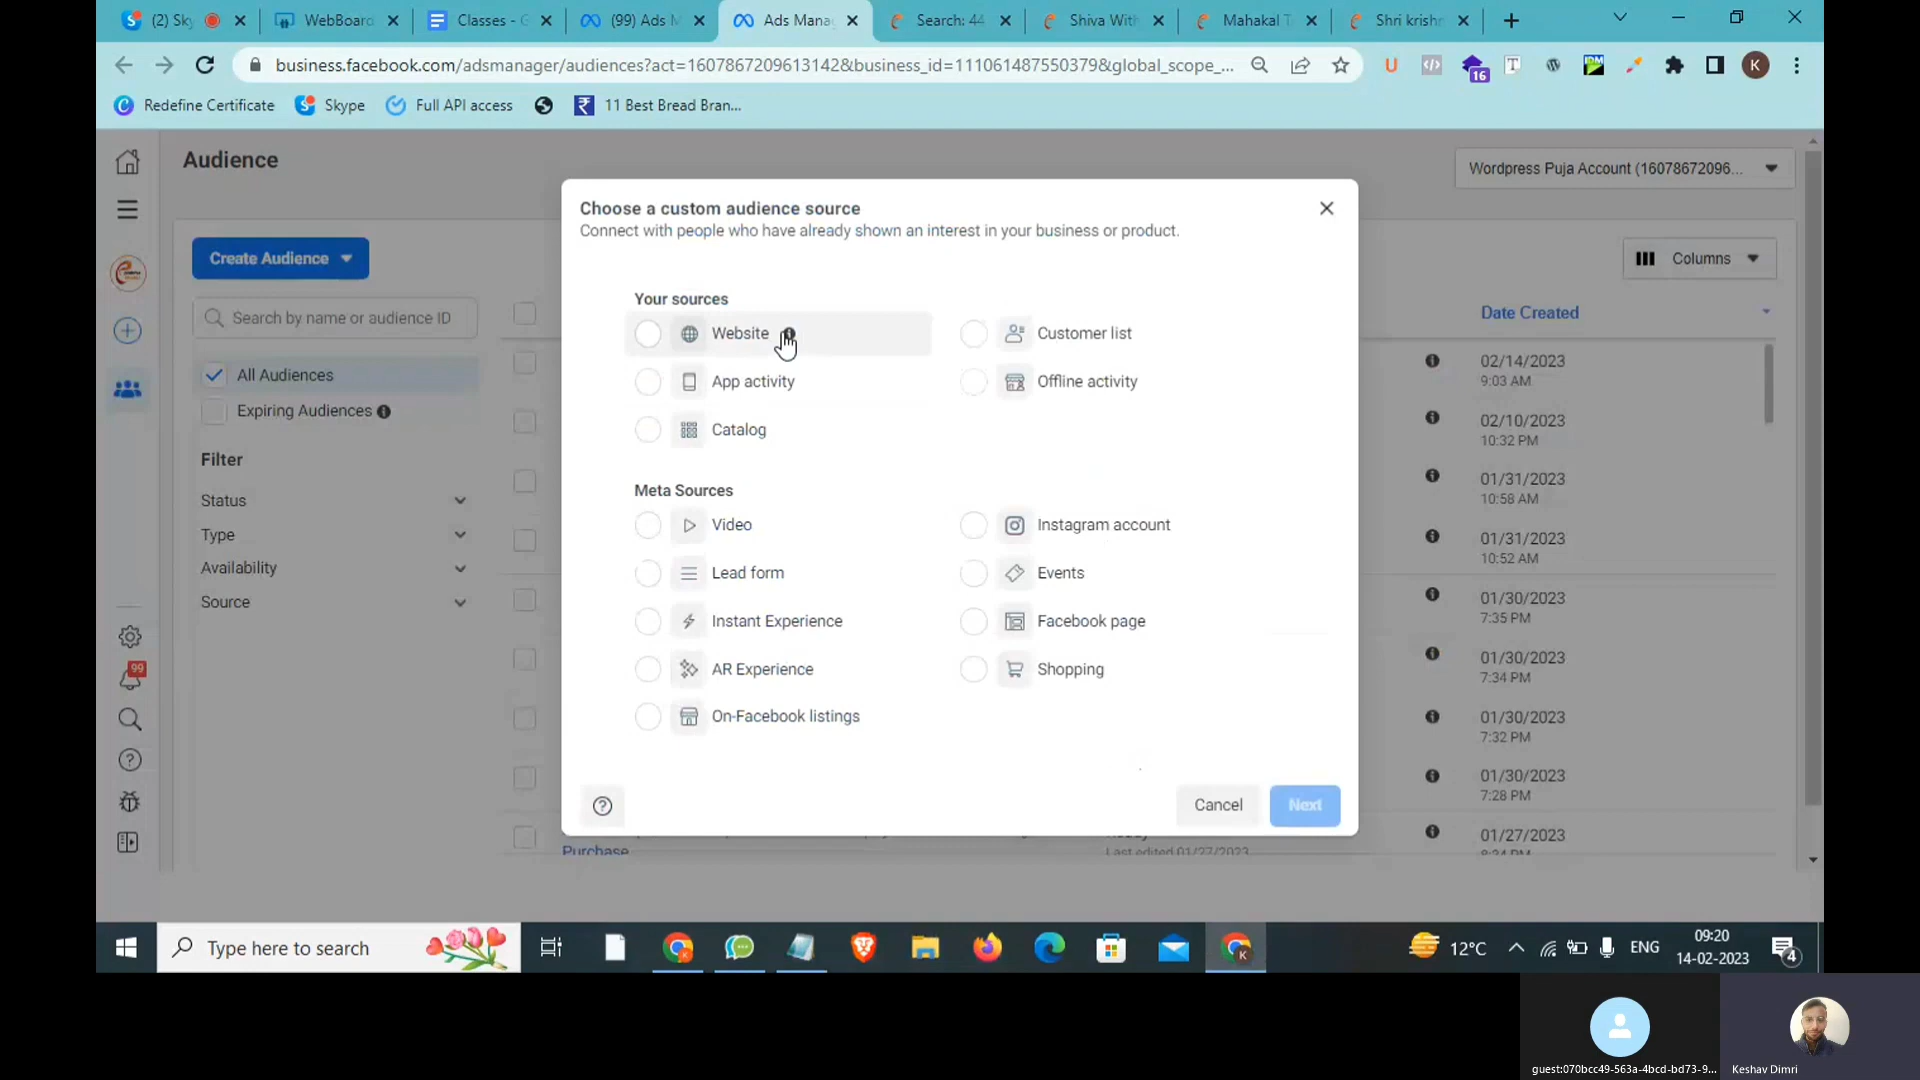 (2) Sky
WebBoard
Classes - G
(99) Ads M
Ads Mana
Search: 44
Shiva With
Mahakal T
Shri krishn
business.facebook.com/adsmanager/audiences?act=1607867209613142&business_id=111061487550379&global_scope_...
16
K
Redefine Certificate
Skype
Full API access
11 Best Bread Bran...
Audience
Wordpress Puja Account (16078672096...
Create Audience
Columns
Search by name or audience ID
Date Created
All Audiences
Expiring Audiences
Filter
Status
Type
Availability
Source
99
Choose a custom audience source
Connect with people who have already shown an interest in your business or product.
Your sources
Website
Customer list
App activity
Offline activity
Catalog
Meta Sources
Video
Instagram account
Lead form
Events
Instant Experience
Facebook page
AR Experience
Shopping
On-Facebook listings
Cancel
Next
02/14/2023
9:03 AM
02/10/2023
10:32 PM
01/31/2023
10:58 AM
01/31/2023
10:52 AM
01/30/2023
7:35 PM
01/30/2023
7:34 PM
01/30/2023
7:32 PM
01/30/2023
7:28 PM
01/27/2023
8:34 PM
Purchase
Last edited 01/27/2023
Type here to search
12°C
ENG
09:20
14-02-2023
4
guest:070bcc49-563a-4bcd-bd73-9...
Keshav Dimri